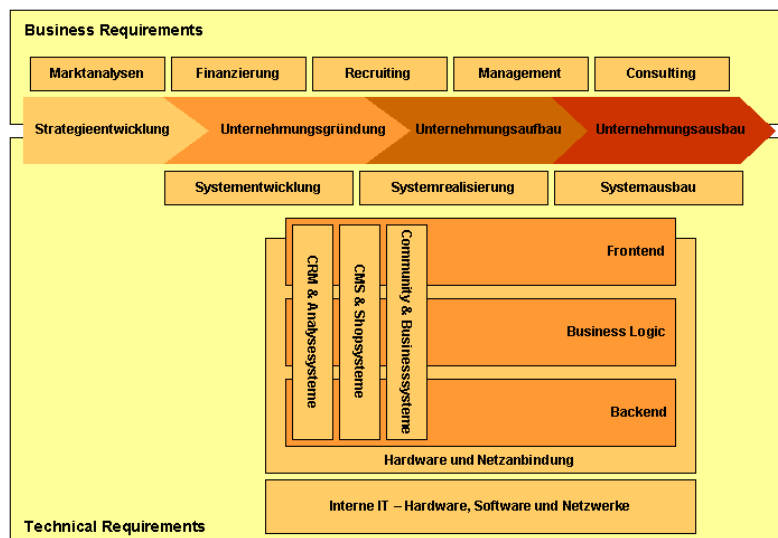 Business Requirements
Marktanalysen
Finanzierung
Recruiting
Management
Consulting
Strategieentwicklung
Unternehmungsgründung
Unternehmungsaufbau
Unternehmungsausbau
Systementwicklung
Systemrealisierung
Systemausbau
CRM & Analysesysteme
CMS & Shopsysteme
Community & Businesssysteme
Frontend
Business Logic
Backend
Hardware und Netzanbindung
Interne IT – Hardware, Software und Netzwerke
Technical Requirements